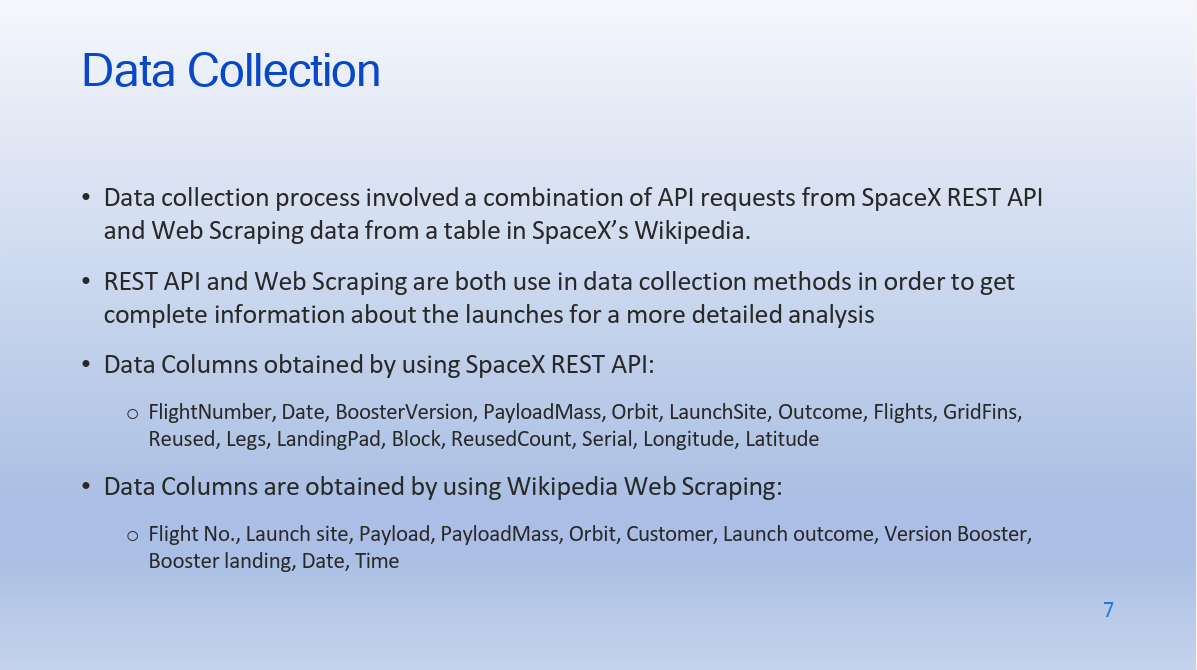 Data Collection
• Data collection process involved a combination of API requests from SpaceX REST API
and Web Scraping data from a table in SpaceX’s Wikipedia.
• REST API and Web Scraping are both use in data collection methods in order to get
complete information about the launches for a more detailed analysis
• Data Columns obtained by using SpaceX REST API:
o FlightNumber, Date, BoosterVersion, PayloadMass, Orbit, LaunchSite, Outcome, Flights, GridFins,
Reused, Legs, LandingPad, Block, ReusedCount, Serial, Longitude, Latitude
• Data Columns are obtained by using Wikipedia Web Scraping:
o Flight No., Launch site, Payload, PayloadMass, Orbit, Customer, Launch outcome, Version Booster,
Booster landing, Date, Time
7